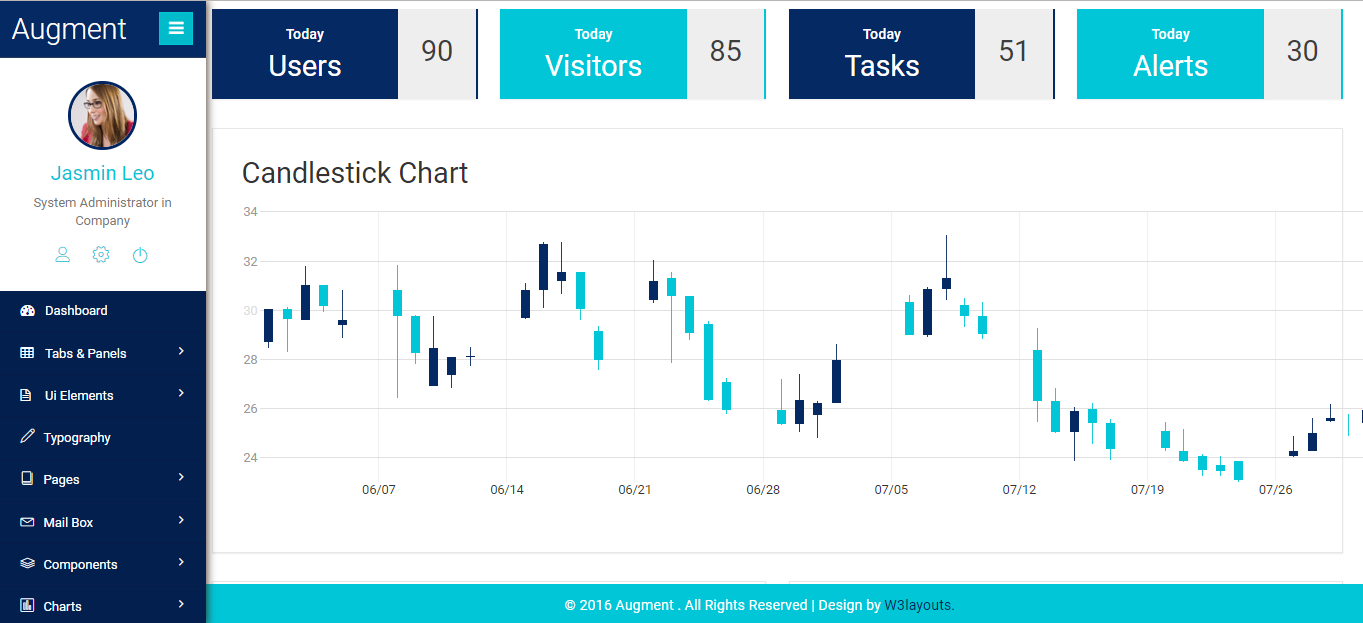 Augment
Jasmin Leo
System Administrator in
Company
Dashboard
Tabs & Panels
Ui Elements
Typography
Pages
Mail Box
Components
Charts
Today
Users
90
Today
Visitors
85
Today
Tasks
51
Today
Alerts
30
Candlestick Chart
34
32
30
28
26
24
06/07 06/14 06/21 06/28 07/05 07/12 07/19 07/26
© 2016 Augment . All Rights Reserved | Design by W3layouts.